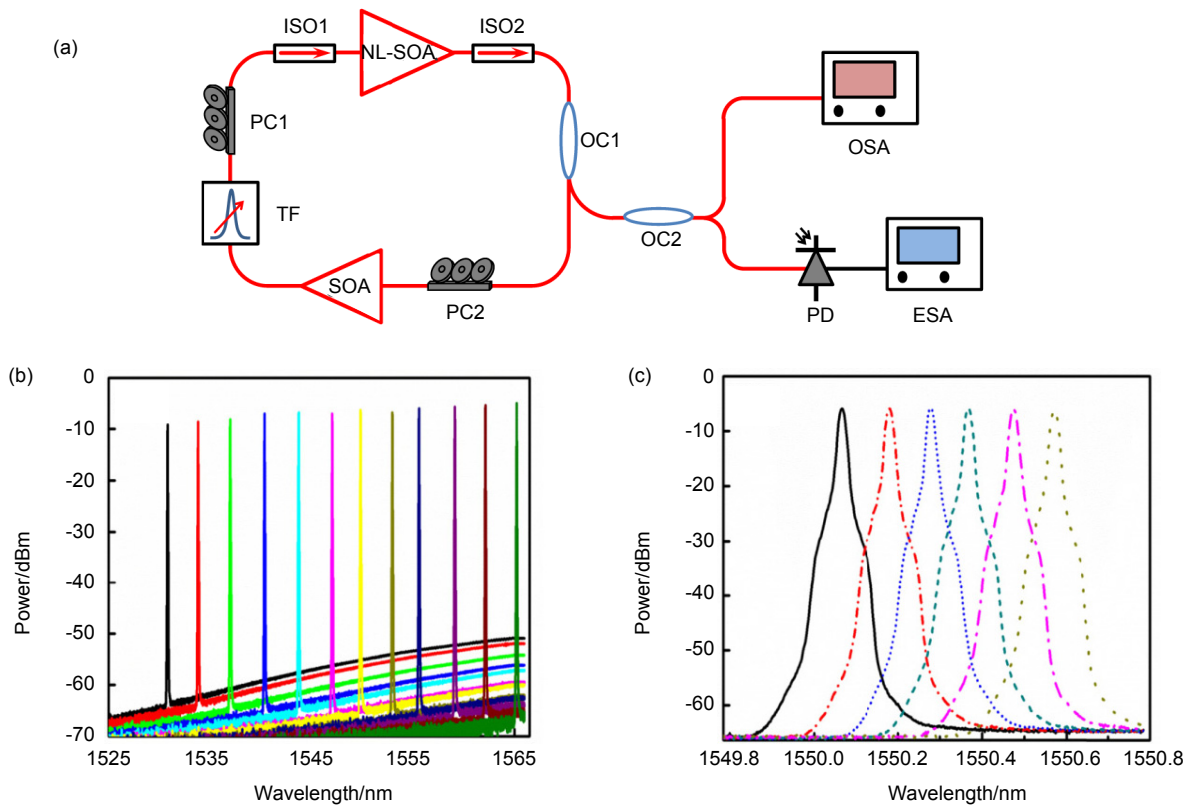 (a)
ISO1
NL-SOA
ISO2
PC1
OC1
OSA
TF
OC2
SOA
PC2
PD
ESA
(b)
0
-10
-20
-30
-40
-50
-60
-70
Power/dBm
1525
1535
1545
1555
1565
Wavelength/nm
(c)
0
-10
-20
-30
-40
-50
-60
Power/dBm
1549.8
1550.0
1550.2
1550.4
1550.6
1550.8
Wavelength/nm